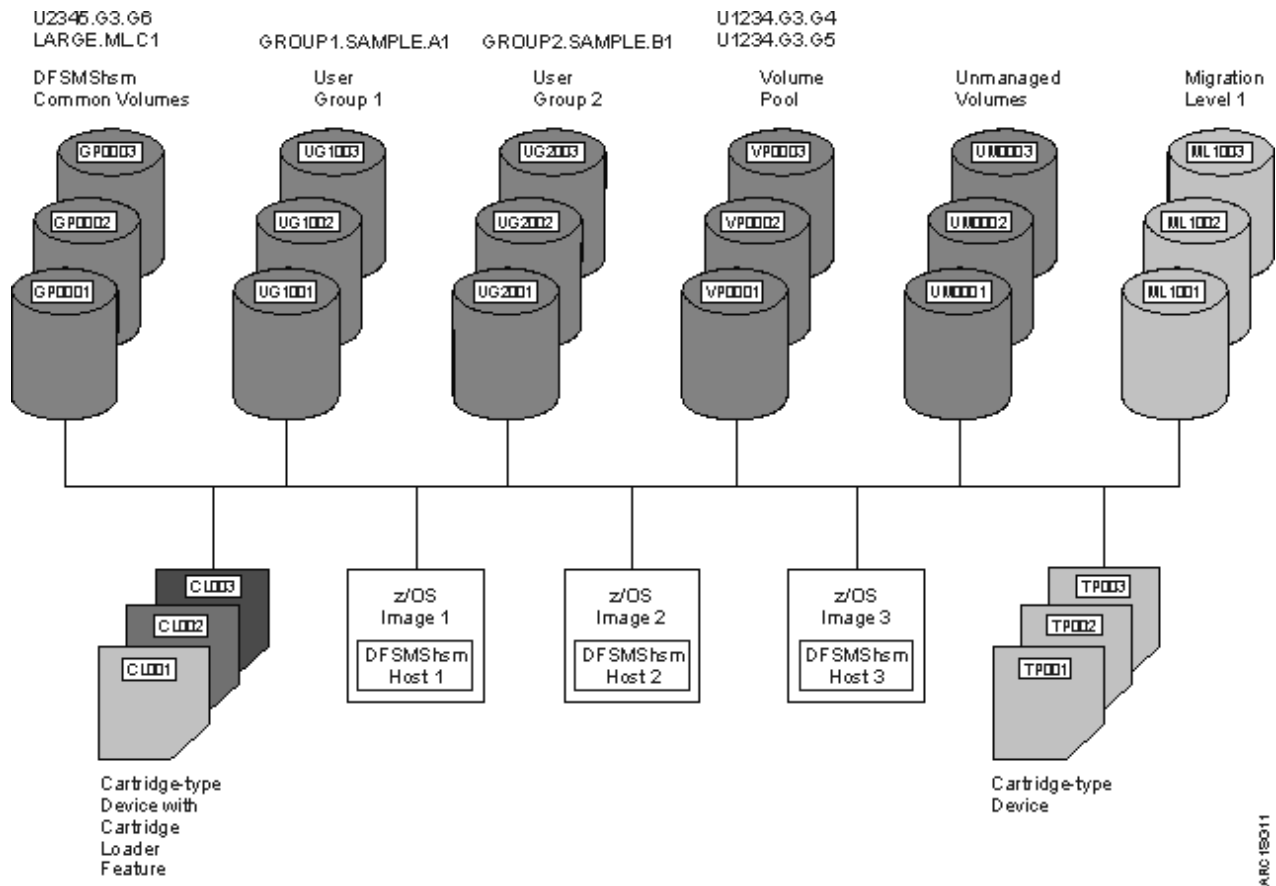 U2345.G3.G6
LARGE.ML.C1
DFSMShsm
Common Volumes
GROUP1.SAMPLE.A1
User
Group 1
GROUP2.SAMPLE.B1
User
Group 2
U1234.G3.G4
U1234.G3.G5
Volume
Pool
Unmanaged
Volumes
Migration
Level 1
GP0003
GP0002
GP0001
UG1003
UG1002
UG1001
UG2003
UG2002
UG2001
VP0003
VP0002
VP0001
UM0003
UM0002
UM0001
ML1003
ML1002
ML1001
CL003
CL002
CL001
Cartridge-type
Device with
Cartridge
Loader
Feature
z/OS
Image 1
DFSMShsm
Host 1
z/OS
Image 2
DFSMShsm
Host 2
z/OS
Image 3
DFSMShsm
Host 3
TP003
TP002
TP001
Cartridge-type
Device
ARC1SG11